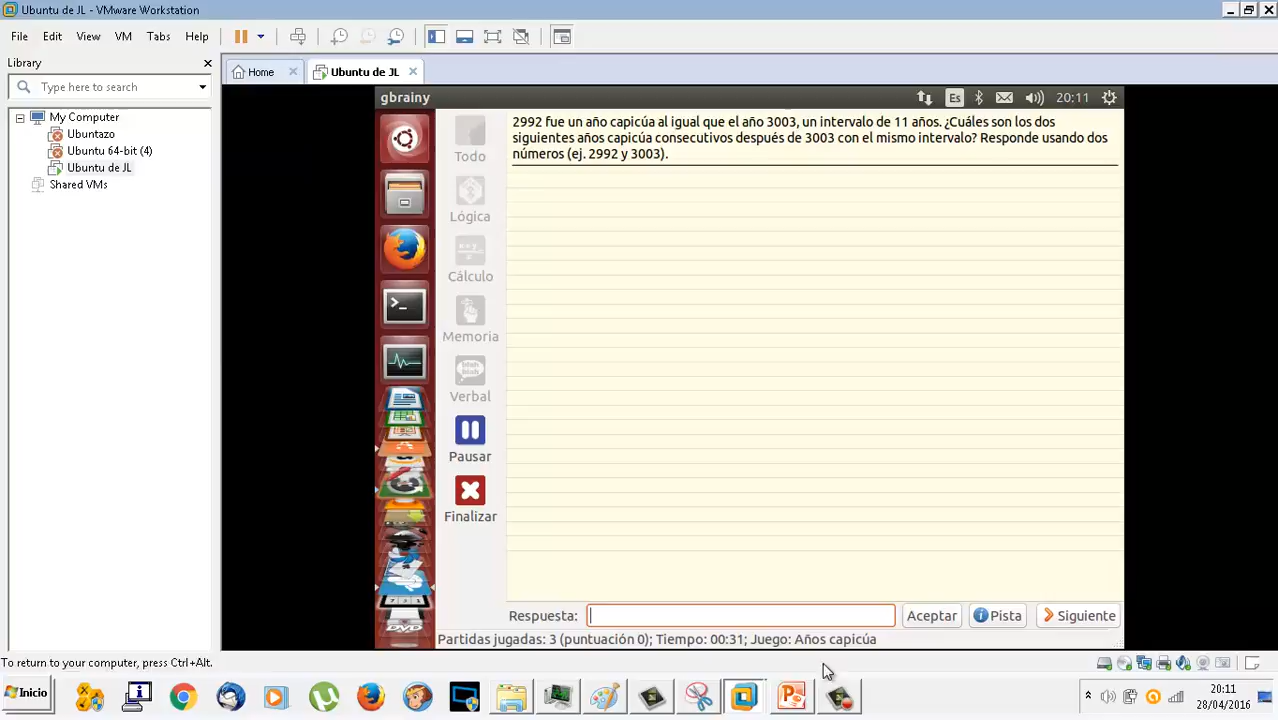 Ubuntu de JL - VMware Workstation
File Edit View VM Tabs Help
Library
Type here to search
My Computer
Ubuntazo
Ubuntu 64-bit (4)
Ubuntu de JL
Shared VMs
Home
Ubuntu de JL
gbrainy
Es
20:11
2992 fue un año capicúa al igual que el año 3003, un intervalo de 11 años. ¿Cuáles son los dos
siguientes años capicúa consecutivos después de 3003 con el mismo intervalo? Responde usando dos
números (ej. 2992 y 3003).
Todo
Lógica
Cálculo
Memoria
Verbal
Pausar
Finalizar
Respuesta:
Aceptar
Pista
Siguiente
Partidas jugadas: 3 (puntuación 0); Tiempo: 00:31; Juego: Años capicúa
To return to your computer, press Ctrl+Alt.
Inicio
20:11
28/04/2016